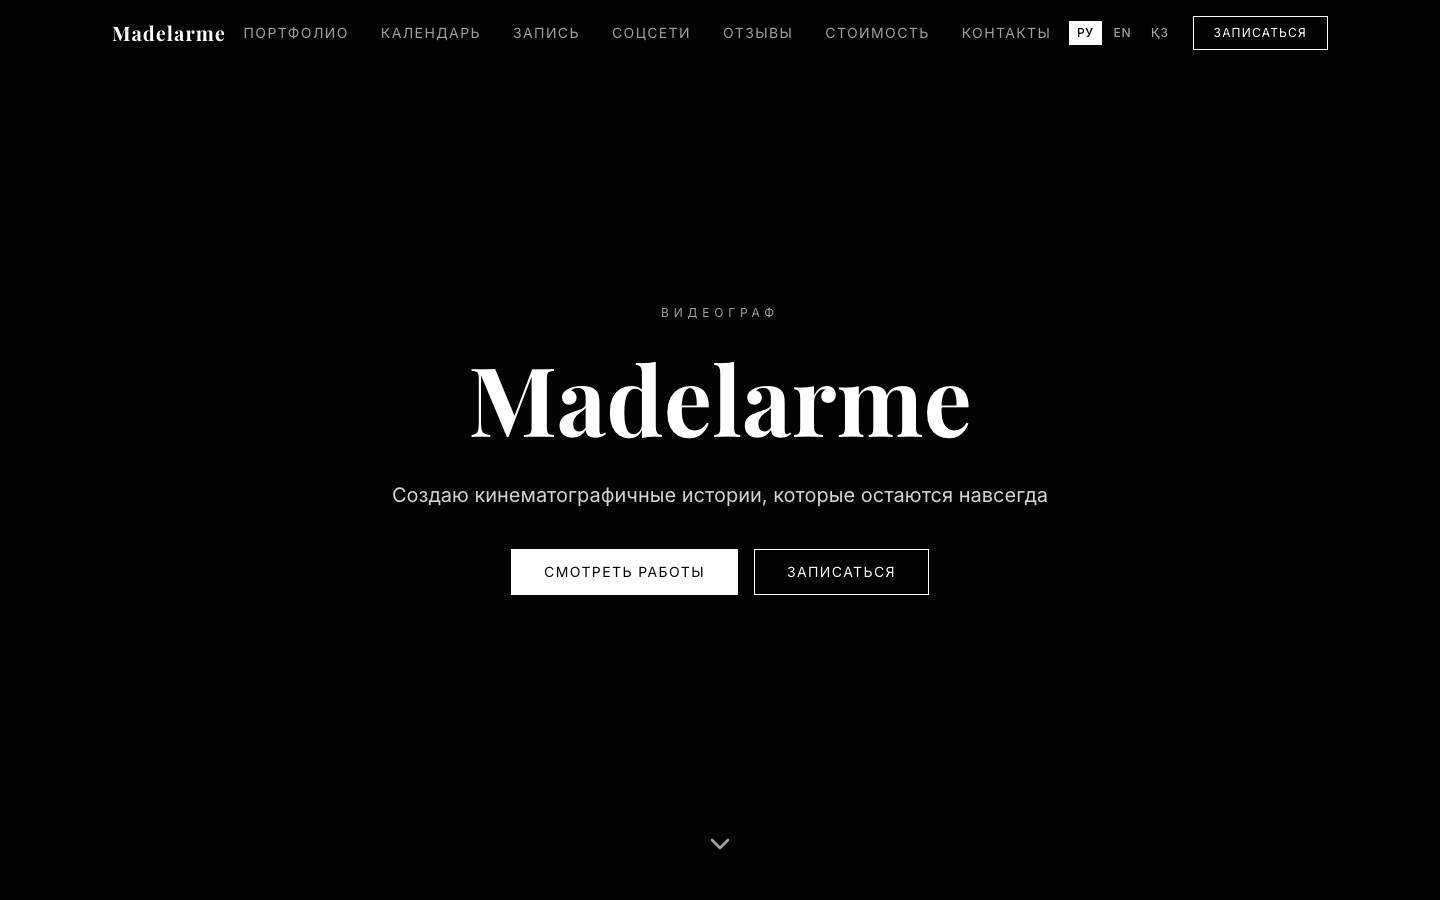 Madelarme ПОРТФОЛИО КАЛЕНДАРЬ ЗАПИСЬ СОЦСЕТИ ОТЗЫВЫ СТОИМОСТЬ КОНТАКТЫ РУ EN ҚЗ ЗАПИСАТЬСЯ
ВИДЕОГРАФ
Madelarme
Создаю кинематографичные истории, которые остаются навсегда
СМОТРЕТЬ РАБОТЫ ЗАПИСАТЬСЯ